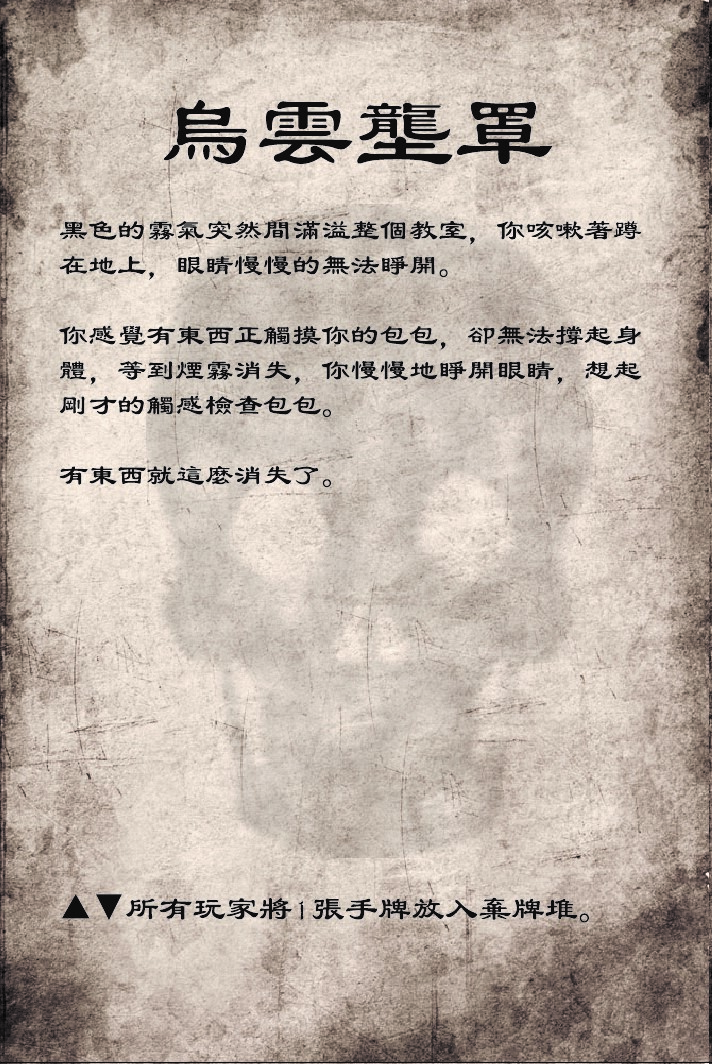 烏雲壟罩
黑色的霧氣突然間滿溢整個教室，你咳嗽著蹲
在地上，眼睛慢慢的無法睜開。
你感覺有東西正觸摸你的包包，卻無法撐起身
體，等到煙霧消失，你慢慢地睜開眼睛，想起
剛才的觸感檢查包包。
有東西就這麼消失了。
▲▼所有玩家將1張手牌放入棄牌堆。